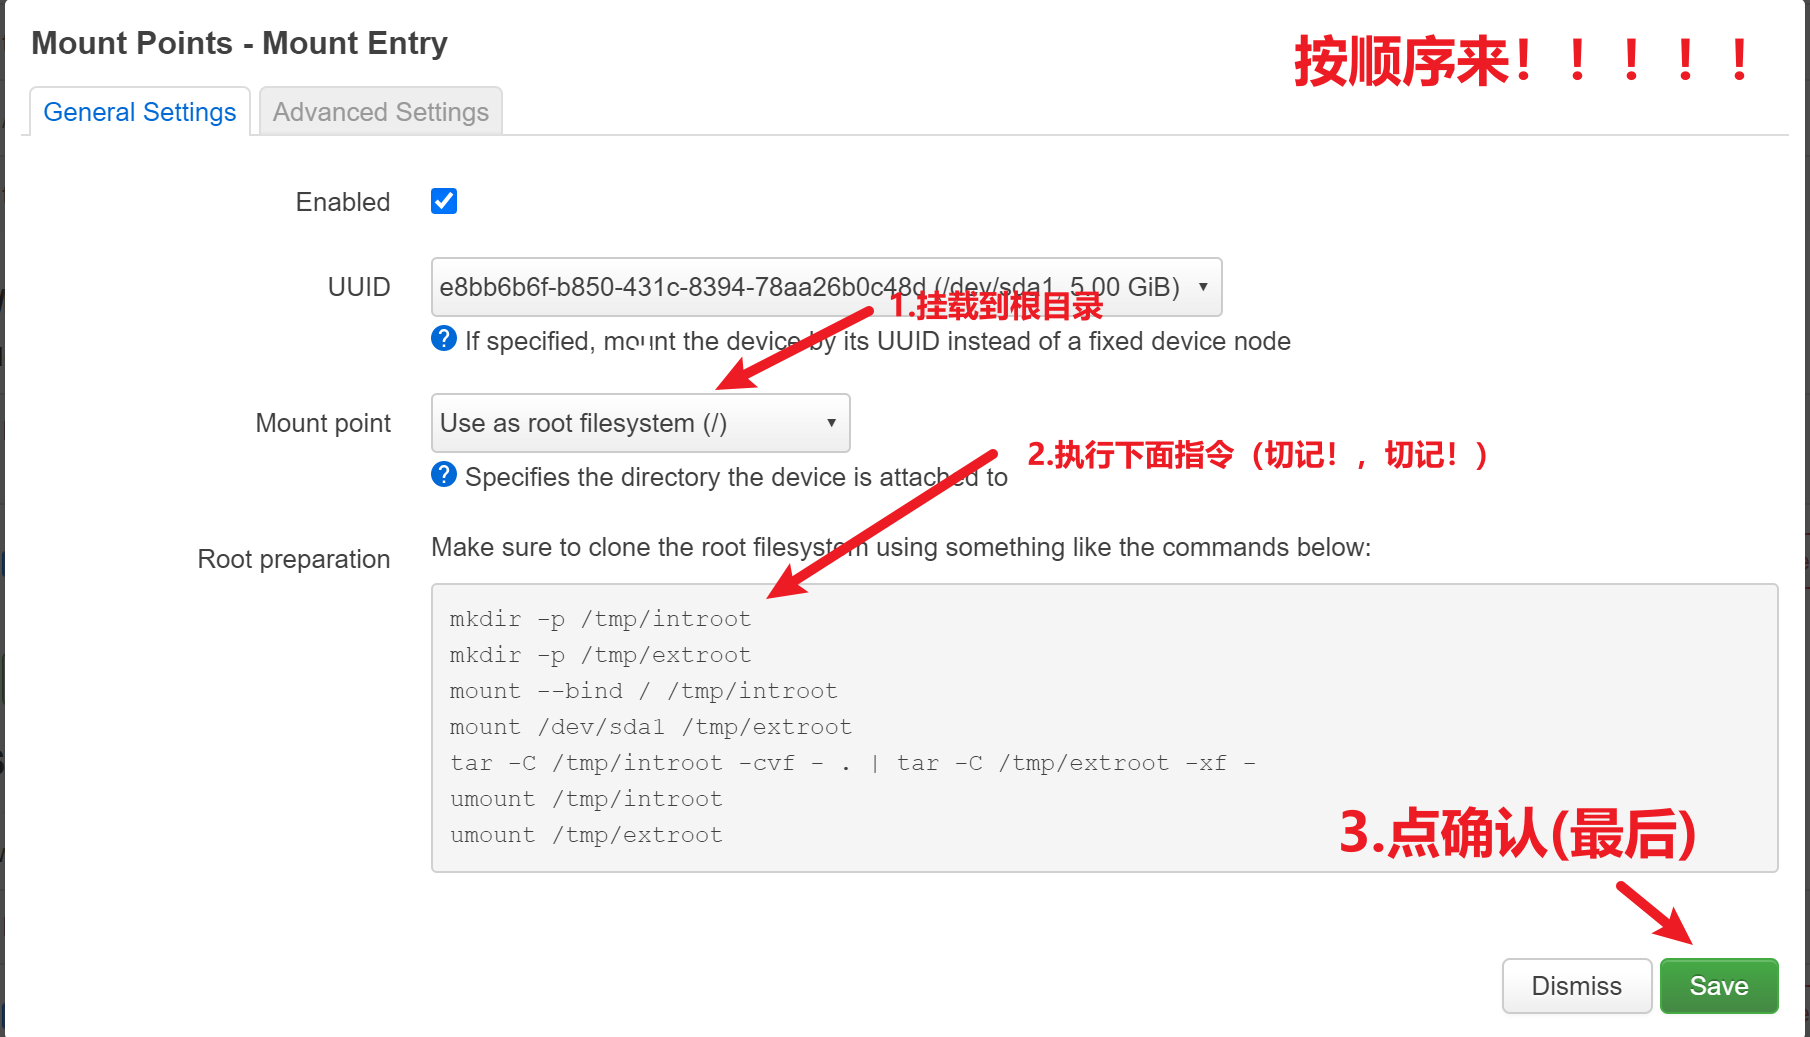 Mount Points - Mount Entry
按顺序来！！！！！
General Settings
Advanced Settings
Enabled
UUID
e8bb6b6f-b850-431c-8394-78aa26b0c48d (/dev/sda1, 5.00 GiB)
1.挂载到根目录
If specified, mount the device by its UUID instead of a fixed device node
Mount point
Use as root filesystem (/)
2.执行下面指令（切记！，切记！）
Specifies the directory the device is attached to
Root preparation
Make sure to clone the root filesystem using something like the commands below:
mkdir -p /tmp/introot
mkdir -p /tmp/extroot
mount --bind / /tmp/introot
mount /dev/sda1 /tmp/extroot
tar -C /tmp/introot -cvf - . | tar -C /tmp/extroot -xf -
umount /tmp/introot
umount /tmp/extroot
3.点确认(最后)
Dismiss
Save